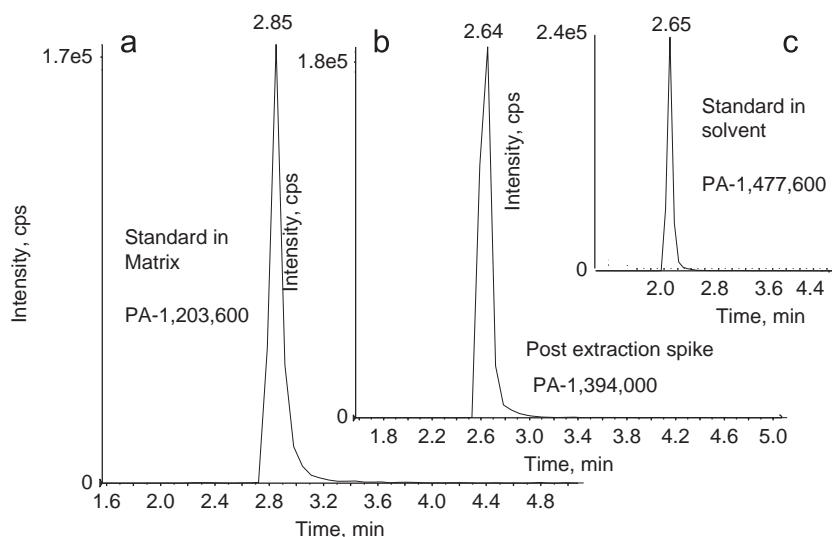 a
2.85
1.7e5
Intensity, cps
Standard in
Matrix
PA-1,203,600
0
1.6 2.0 2.4 2.8 3.2 3.6 4.0 4.4 4.8
Time, min
b
2.64
1.8e5
Intensity, cps
Post extraction spike
PA-1,394,000
0
1.8 2.2 2.6 3.0 3.4 3.8 4.2 4.6 5.0
Time, min
c
2.65
2.4e5
Intensity, cps
Standard in
solvent
PA-1,477,600
0
2.0 2.8 3.6 4.4
Time, min